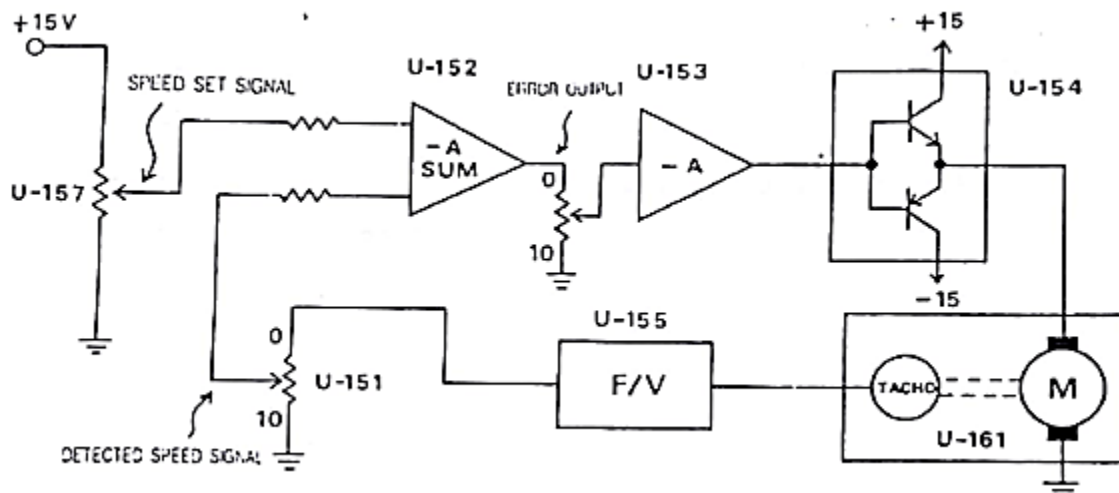 +15V
SPEED SET SIGNAL
U-157
U-152
-A
SUM
ERROR OUTPUT
0
10
U-153
-A
+15
U-154
-15
0
U-151
10
DETECTED SPEED SIGNAL
U-155
F/V
TACHO
M
U-161